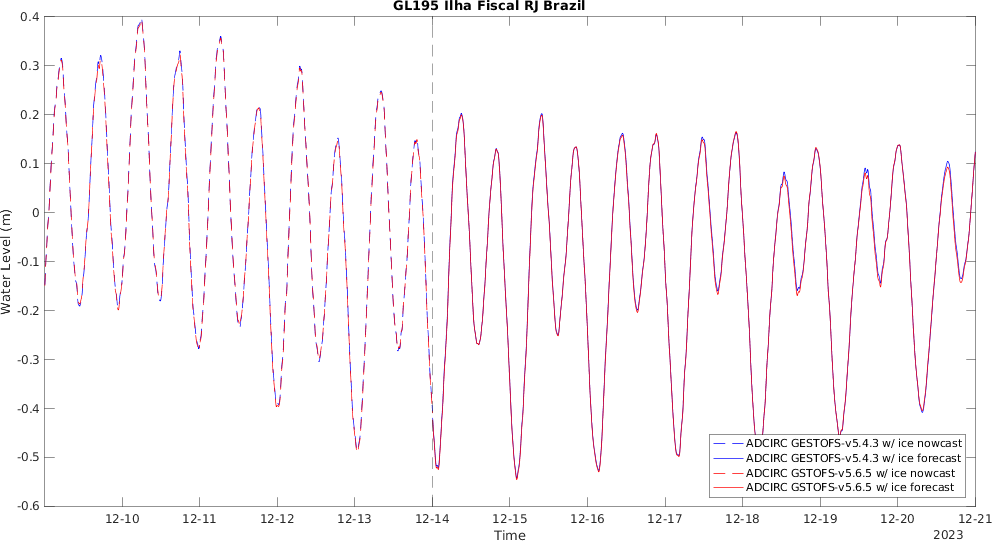 GL195 Ilha Fiscal RJ Brazil
0.4
0.3
0.2
0.1
0
-0.1
-0.2
-0.3
-0.4
-0.5
-0.6
Water Level (m)
ADCIRC GESTOFS-v5.4.3 w/ ice nowcast
ADCIRC GESTOFS-v5.4.3 w/ ice forecast
ADCIRC GSTOFS-v5.6.5 w/ ice nowcast
ADCIRC GSTOFS-v5.6.5 w/ ice forecast
12-10 12-11 12-12 12-13 12-14 12-15 12-16 12-17 12-18 12-19 12-20 12-21
Time
2023